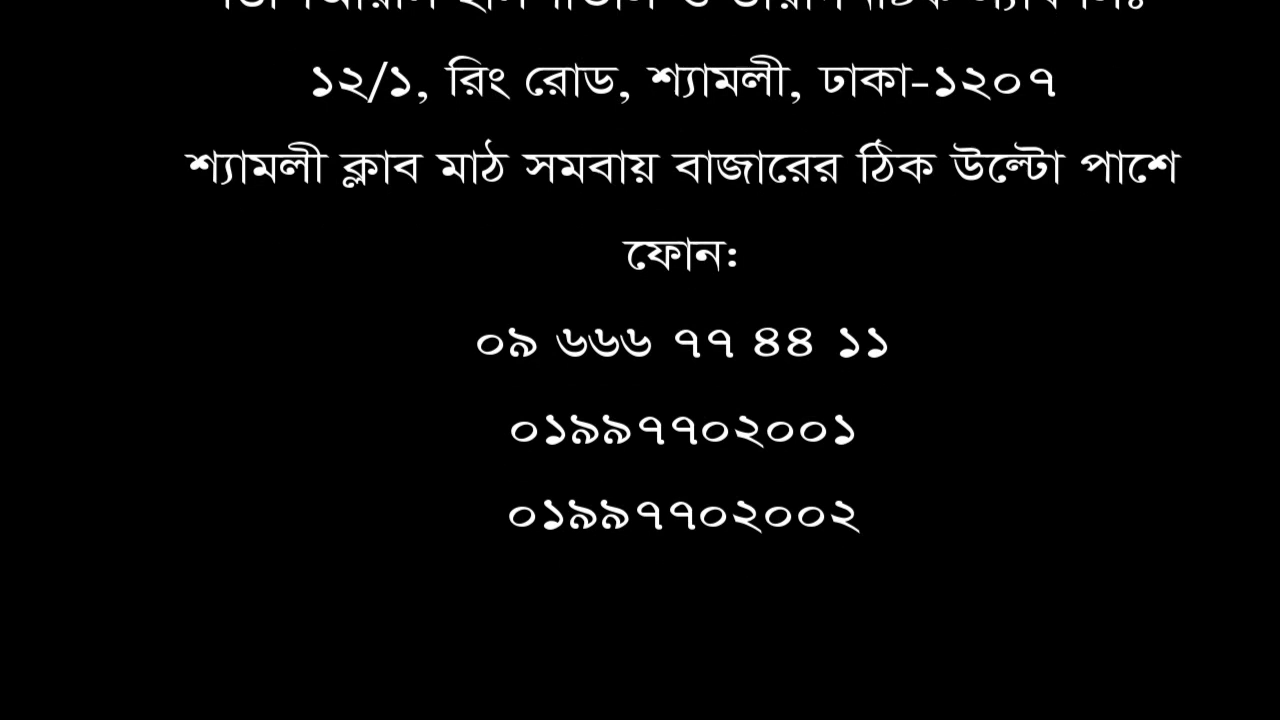 ও
১২/১, রিং রোড, শ্যামলী, ঢাকা-১২০৭
শ্যামলী ক্লাব মাঠ সমবায় বাজারের ঠিক উল্টো পাশে
ফোনঃ
০৯ ৬৬৬ ৭৭ ৪৪ ১১
০১৯৯৭৭০২০০১
০১৯৯৭৭০২০০২